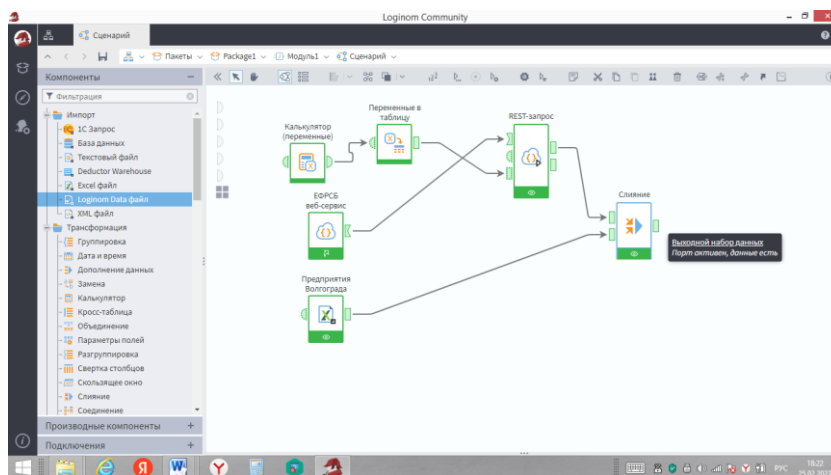 Loginom Community
Сценарий
Пакеты
Package1
Модуль1
Сценарий
Компоненты
Фильтрация
Импорт
1С Запрос
База данных
Текстовый файл
Deductor Warehouse
Excel файл
Loginom Data файл
XML файл
Трансформация
Группировка
Дата и время
Дополнение данных
Замена
Калькулятор
Кросс-таблица
Объединение
Параметры полей
Разгруппировка
Свертка столбцов
Скользящее окно
Слияние
Соединение
Производные компоненты
Подключения
Калькулятор
(переменные)
Переменные в
таблицу
REST-запрос
ЕФРСБ
веб-сервис
Предприятия
Волгограда
Слияние
Выходной набор данных
Порт активен, данные есть
РУС
18:22